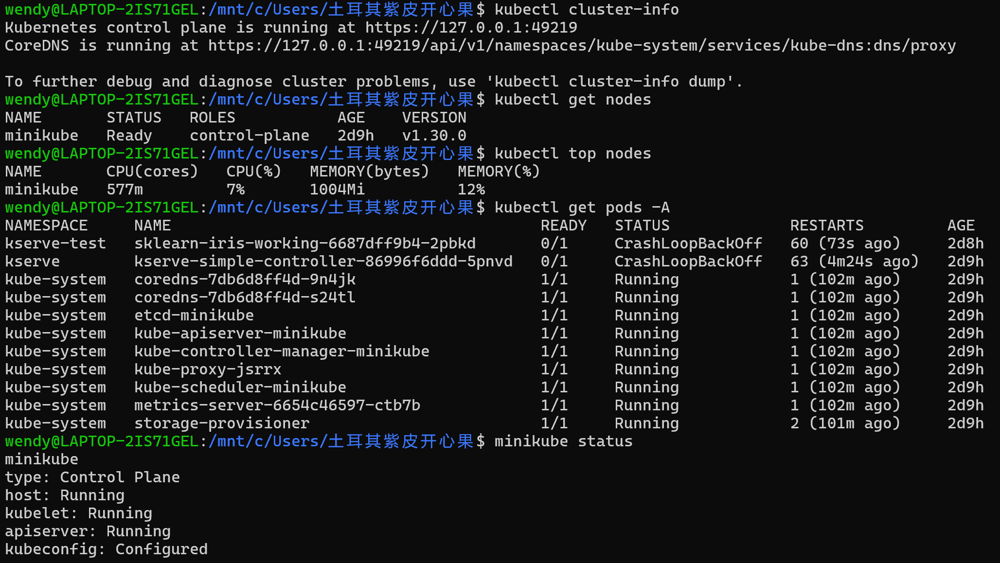 wendy@LAPTOP-2IS71GEL:/mnt/c/Users/土耳其紫皮开心果$ kubectl cluster-info
Kubernetes control plane is running at https://127.0.0.1:49219
CoreDNS is running at https://127.0.0.1:49219/api/v1/namespaces/kube-system/services/kube-dns:dns/proxy

To further debug and diagnose cluster problems, use 'kubectl cluster-info dump'.
wendy@LAPTOP-2IS71GEL:/mnt/c/Users/土耳其紫皮开心果$ kubectl get nodes
NAME       STATUS   ROLES           AGE    VERSION
minikube   Ready    control-plane   2d9h   v1.30.0
wendy@LAPTOP-2IS71GEL:/mnt/c/Users/土耳其紫皮开心果$ kubectl top nodes
NAME       CPU(cores)   CPU(%)   MEMORY(bytes)   MEMORY(%)
minikube   577m         7%       1004Mi          12%
wendy@LAPTOP-2IS71GEL:/mnt/c/Users/土耳其紫皮开心果$ kubectl get pods -A
NAMESPACE     NAME                                        READY   STATUS             RESTARTS         AGE
kserve-test   sklearn-iris-working-6687dff9b4-2pbkd       0/1     CrashLoopBackOff   60 (73s ago)     2d8h
kserve        kserve-simple-controller-86996f6ddd-5pnvd   0/1     CrashLoopBackOff   63 (4m24s ago)   2d9h
kube-system   coredns-7db6d8ff4d-9n4jk                    1/1     Running            1 (102m ago)     2d9h
kube-system   coredns-7db6d8ff4d-s24tl                    1/1     Running            1 (102m ago)     2d9h
kube-system   etcd-minikube                               1/1     Running            1 (102m ago)     2d9h
kube-system   kube-apiserver-minikube                     1/1     Running            1 (102m ago)     2d9h
kube-system   kube-controller-manager-minikube            1/1     Running            1 (102m ago)     2d9h
kube-system   kube-proxy-jsrrx                            1/1     Running            1 (102m ago)     2d9h
kube-system   kube-scheduler-minikube                     1/1     Running            1 (102m ago)     2d9h
kube-system   metrics-server-6654c46597-ctb7b             1/1     Running            1 (102m ago)     2d9h
kube-system   storage-provisioner                         1/1     Running            2 (101m ago)     2d9h
wendy@LAPTOP-2IS71GEL:/mnt/c/Users/土耳其紫皮开心果$ minikube status
minikube
type: Control Plane
host: Running
kubelet: Running
apiserver: Running
kubeconfig: Configured